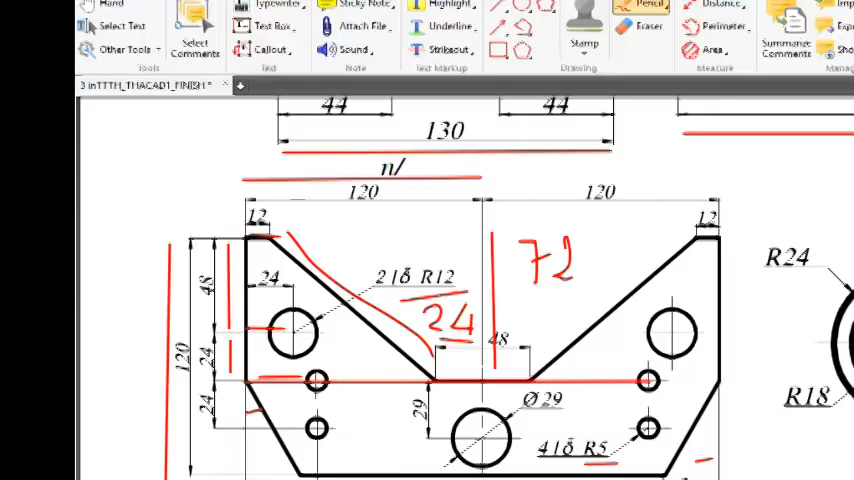 Hand Typewriter Sticky Note Highlight Pencil Distance
Select Text Text Box Attach File Underline Eraser Perimeter
Other Tools Select Comments Callout Sound Strikeout Stamp Area Summarize Comments
Tools Text Note Text Markup Drawing Measure
3 inTTTH_THACAD1_FINISH *
44 44
130
n/
120 120
12 12
48 24 2 lỗ R12 72 R24
24 48
120 24
24 29 Ø29 R18
4 lỗ R5